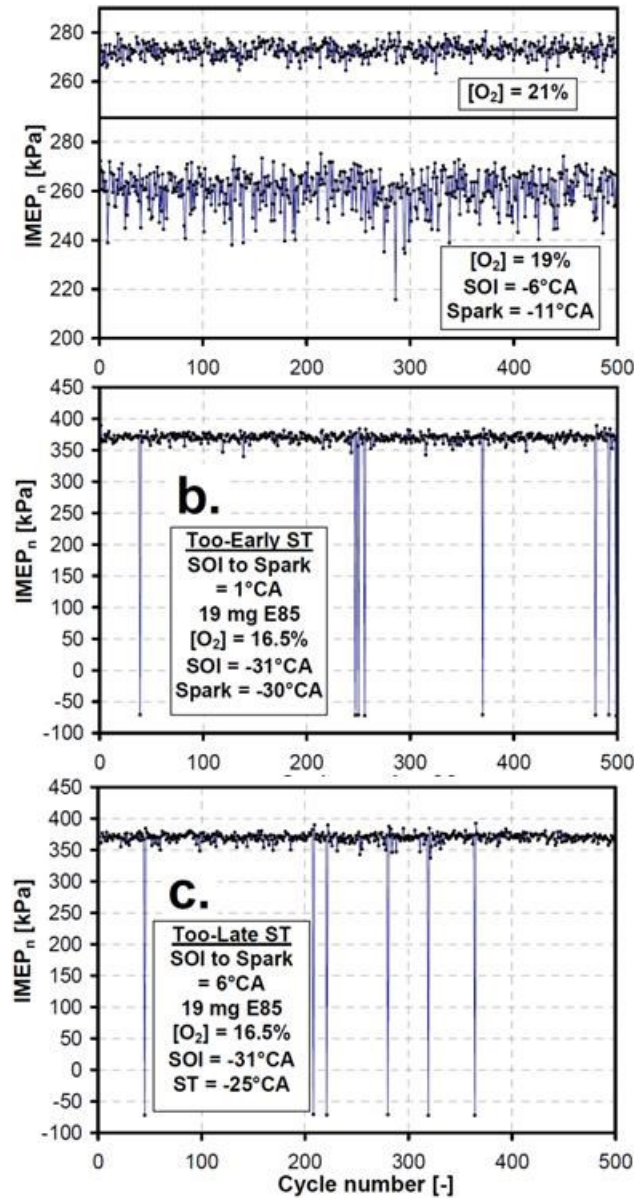 280
260
[O₂] = 21%
280
260
240
220
200
IMEPₙ [kPa]
[O₂] = 19%
SOI = -6°CA
Spark = -11°CA
0 100 200 300 400 500
450
400
350
300
250
200
150
100
50
0
-50
-100
IMEPₙ [kPa]
b.
Too-Early ST
SOI to Spark
= 1°CA
19 mg E85
[O₂] = 16.5%
SOI = -31°CA
Spark = -30°CA
0 100 200 300 400 500
450
400
350
300
250
200
150
100
50
0
-50
-100
IMEPₙ [kPa]
c.
Too-Late ST
SOI to Spark
= 6°CA
19 mg E85
[O₂] = 16.5%
SOI = -31°CA
ST = -25°CA
0 100 200 300 400 500
Cycle number [-]